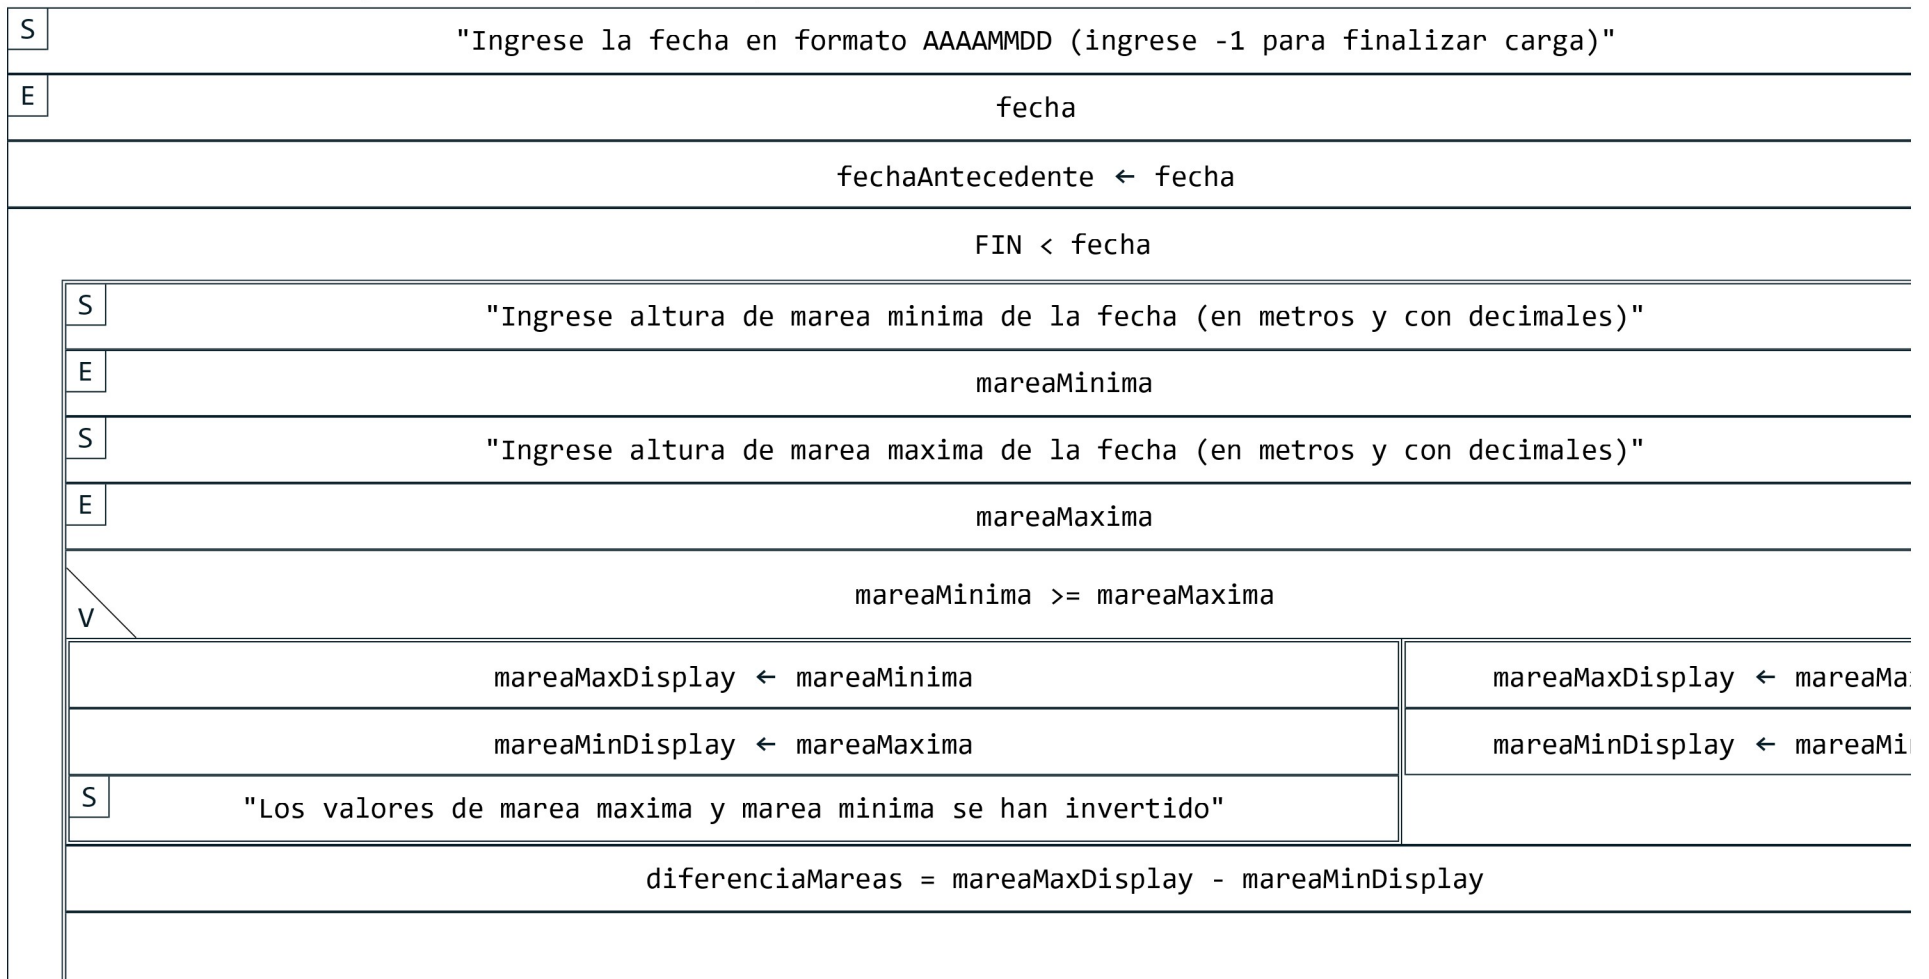 S
"Ingrese la fecha en formato AAAAMMDD (ingrese -1 para finalizar carga)"
E
fecha
fechaAntecedente ← fecha
FIN < fecha
S
"Ingrese altura de marea minima de la fecha (en metros y con decimales)"
E
mareaMinima
S
"Ingrese altura de marea maxima de la fecha (en metros y con decimales)"
E
mareaMaxima
mareaMinima >= mareaMaxima
V
mareaMaxDisplay ← mareaMinima
mareaMaxDisplay ←
mareaMinDisplay ← mareaMaxima
mareaMinDisplay ←
S
"Los valores de marea maxima y marea minima se han invertido"
diferenciaMareas = mareaMaxDisplay - mareaMinDisplay